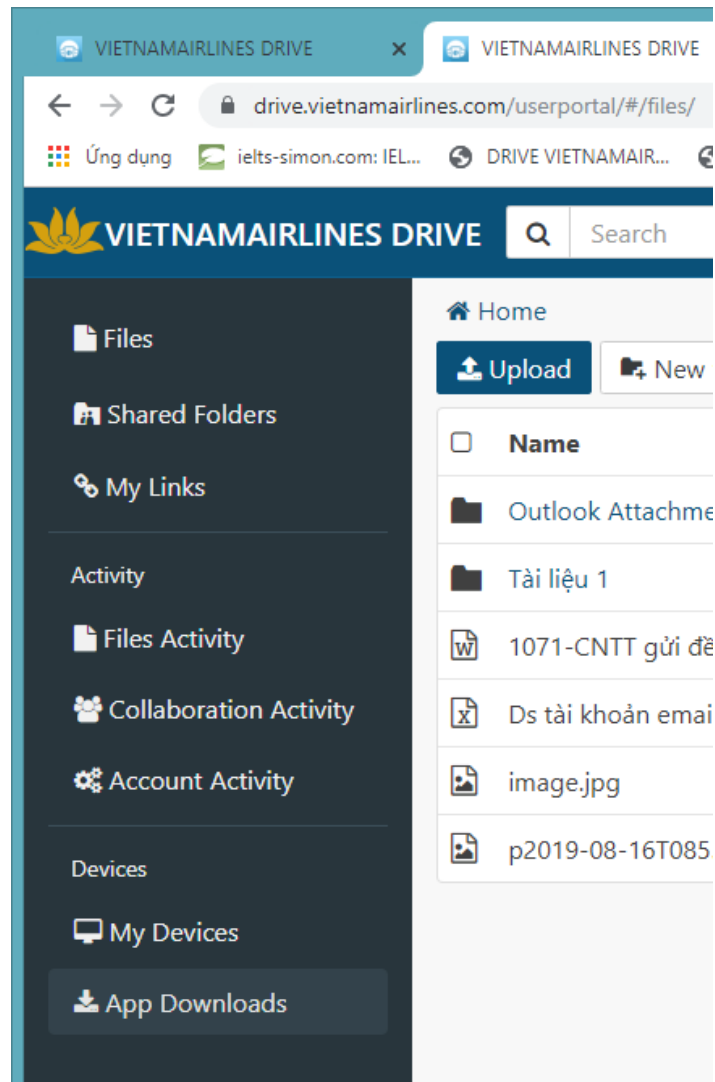 VIETNAMAIRLINES DRIVE VIETNAMAIRLINES DRIVE
drive.vietnamairlines.com/userportal/#/files/
Ứng dụng ielts-simon.com: IEL... DRIVE VIETNAMAIR...
VIETNAMAIRLINES DRIVE Search
Home
Files
Upload New
Shared Folders
Name
My Links
Outlook Attachme
Activity
Tài liệu 1
Files Activity
1071-CNTT gửi đề
Collaboration Activity
Ds tài khoản emai
Account Activity
image.jpg
p2019-08-16T085
Devices
My Devices
App Downloads